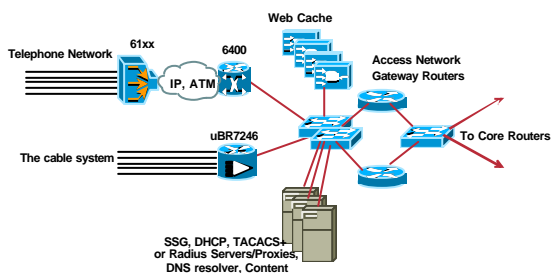 Web Cache
61xx
6400
Telephone Network
Access Network
Gateway Routers
IP, ATM
uBR7246
To Core Routers
The cable system
SSG, DHCP, TACACS+
or Radius Servers/Proxies,
DNS resolver, Content